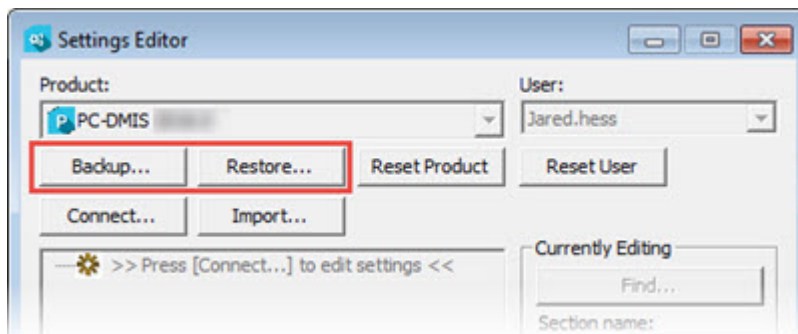 Settings Editor
Product: User:
PC-DMIS Jared.hess
Backup... Restore... Reset Product Reset User
Connect... Import...
>> Press [Connect...] to edit settings << Currently Editing
Find...
Section name: